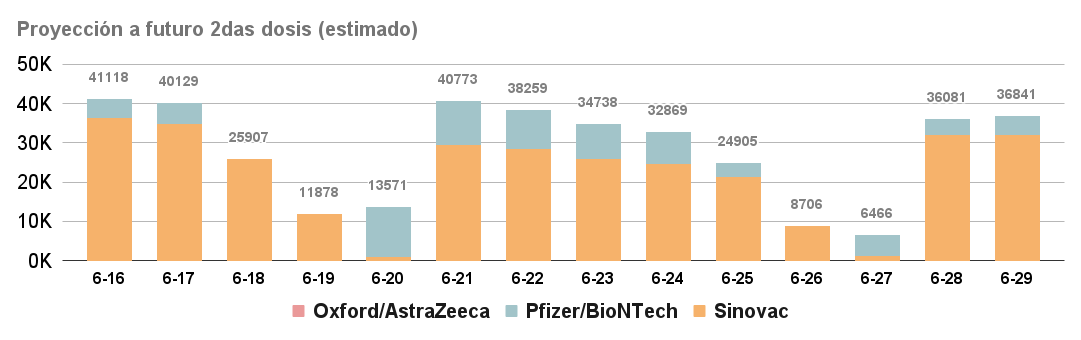 Proyección a futuro 2das dosis (estimado)
50K
40K
30K
20K
10K
0K
41118
40129
25907
11878
13571
40773
38259
34738
32869
24905
8706
6466
36081
36841
6-16 6-17 6-18 6-19 6-20 6-21 6-22 6-23 6-24 6-25 6-26 6-27 6-28 6-29
Oxford/AstraZeeca Pfizer/BioNTech Sinovac